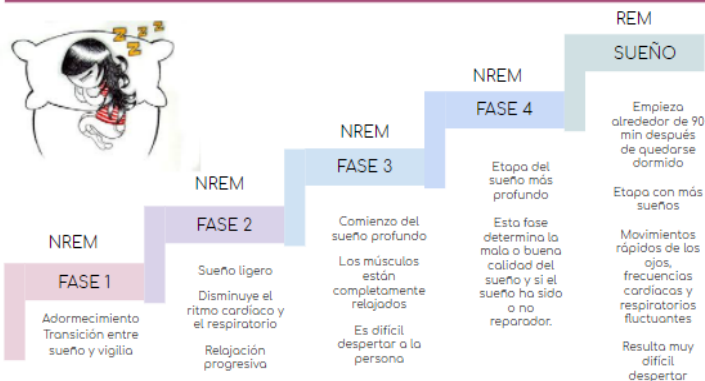 Z Z Z
Z Z
NREM
FASE 1
Adormecimiento
Transición entre
sueño y vigilia
NREM
FASE 2
Sueño ligero
Disminuye el
ritmo cardíaco y
el respiratorio
Relajación
progresiva
NREM
FASE 3
Comienzo del
sueño profundo
Los músculos
están
completamente
relajados
Es difícil
despertar a la
persona
NREM
FASE 4
Etapa del
sueño más
profundo
Esta fase
determina la
mala o buena
calidad del
sueño y si el
sueño ha sido
o no
reparador.
REM
SUEÑO
Empieza
alrededor de 90
min después
de quedarse
dormido
Etapa con más
sueños
Movimientos
rápidos de los
ojos,
frecuencias
cardíacas y
respiratorios
fluctuantes
Resulta muy
difícil
despertar